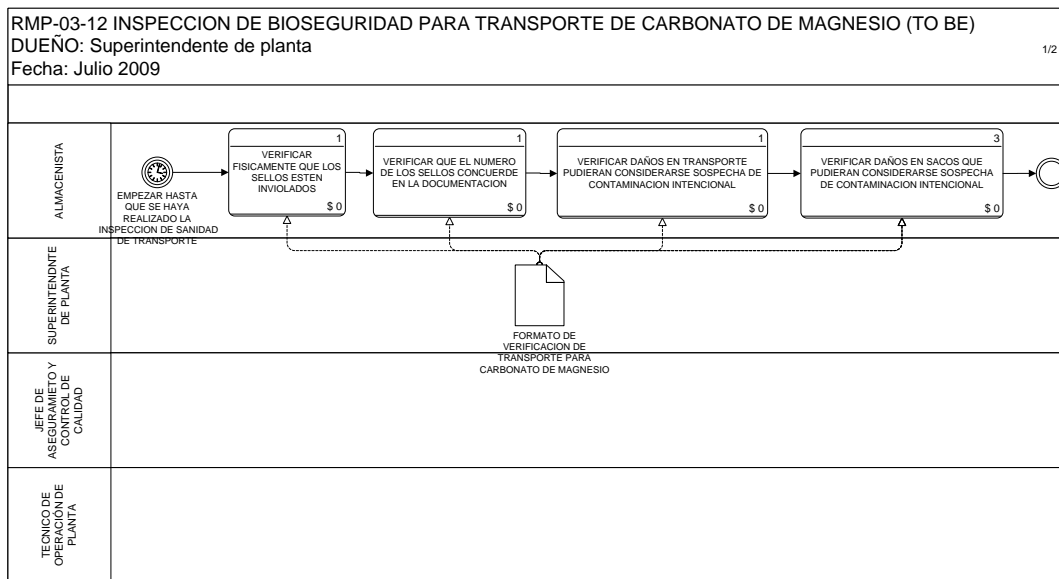 RMP-03-12 INSPECCION DE BIOSEGURIDAD PARA TRANSPORTE DE CARBONATO DE MAGNESIO (TO BE)
DUEÑO: Superintendente de planta
1/2
Fecha: Julio 2009
ALMACENISTA
EMPEZAR HASTA
QUE SE HAYA
REALIZADO LA
INSPECCION DE SANIDAD
DE TRANSPORTE
1
VERIFICAR
FISICAMENTE QUE LOS
SELLOS ESTEN
INVIOLADOS
$ 0
1
VERIFICAR QUE EL NUMERO
DE LOS SELLOS CONCUERDE
EN LA DOCUMENTACION
$ 0
1
VERIFICAR DAÑOS EN TRANSPORTE
PUDIERAN CONSIDERARSE SOSPECHA DE
CONTAMINACION INTENCIONAL
$ 0
3
VERIFICAR DAÑOS EN SACOS QUE
PUDIERAN CONSIDERARSE SOSPECHA
DE CONTAMINACION INTENCIONAL
$ 0
SUPERINTENDNTE
DE PLANTA
FORMATO DE
VERIFICACION DE
TRANSPORTE PARA
CARBONATO DE MAGNESIO
JEFE DE
ASEGURAMIETO Y
CONTROL DE
CALIDAD
TECNICO DE
OPERACIÓN DE
PLANTA